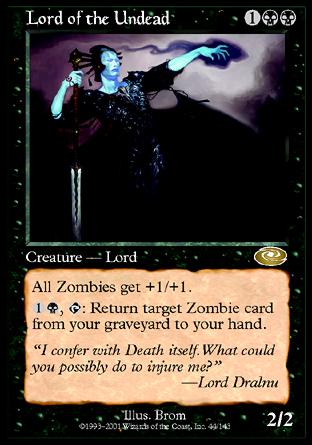 Lord of the Undead 1
Creature — Lord
All Zombies get +1/+1.
1, : Return target Zombie card
from your graveyard to your hand.
“I confer with Death itself. What could
you possibly do to injure me?”
—Lord Dralnu
Illus. Brom
©1993–2001 Wizards of the Coast, Inc. 44/143
2/2